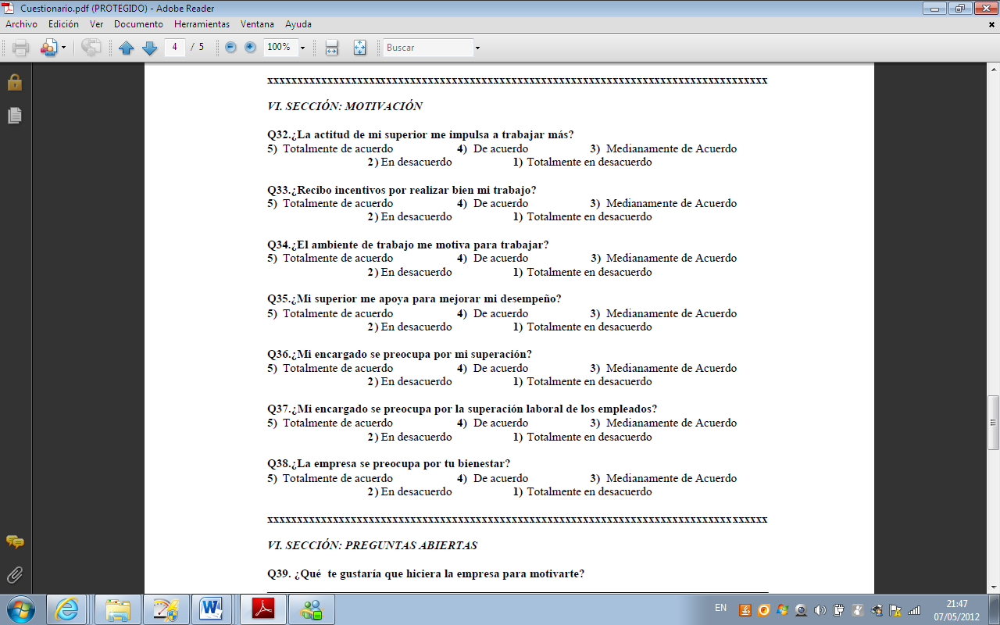 Cuestionario.pdf (PROTEGIDO) - Adobe Reader
Archivo Edición Ver Documento Herramientas Ventana Ayuda
4 / 5 100% Buscar
xxxxxxxxxxxxxxxxxxxxxxxxxxxxxxxxxxxxxxxxxxxxxxxxxxxxxxxxxxxxxxxxxxxxxxxxxxxxxxxxxxx
VI. SECCIÓN: MOTIVACIÓN
Q32.¿La actitud de mi superior me impulsa a trabajar más?
5) Totalmente de acuerdo 4) De acuerdo 3) Medianamente de Acuerdo
2) En desacuerdo 1) Totalmente en desacuerdo
Q33.¿Recibo incentivos por realizar bien mi trabajo?
5) Totalmente de acuerdo 4) De acuerdo 3) Medianamente de Acuerdo
2) En desacuerdo 1) Totalmente en desacuerdo
Q34.¿El ambiente de trabajo me motiva para trabajar?
5) Totalmente de acuerdo 4) De acuerdo 3) Medianamente de Acuerdo
2) En desacuerdo 1) Totalmente en desacuerdo
Q35.¿Mi superior me apoya para mejorar mi desempeño?
5) Totalmente de acuerdo 4) De acuerdo 3) Medianamente de Acuerdo
2) En desacuerdo 1) Totalmente en desacuerdo
Q36.¿Mi encargado se preocupa por mi superación?
5) Totalmente de acuerdo 4) De acuerdo 3) Medianamente de Acuerdo
2) En desacuerdo 1) Totalmente en desacuerdo
Q37.¿Mi encargado se preocupa por la superación laboral de los empleados?
5) Totalmente de acuerdo 4) De acuerdo 3) Medianamente de Acuerdo
2) En desacuerdo 1) Totalmente en desacuerdo
Q38.¿La empresa se preocupa por tu bienestar?
5) Totalmente de acuerdo 4) De acuerdo 3) Medianamente de Acuerdo
2) En desacuerdo 1) Totalmente en desacuerdo
xxxxxxxxxxxxxxxxxxxxxxxxxxxxxxxxxxxxxxxxxxxxxxxxxxxxxxxxxxxxxxxxxxxxxxxxxxxxxxxxxxx
VI. SECCIÓN: PREGUNTAS ABIERTAS
Q39. ¿Qué te gustaría que hiciera la empresa para motivarte?
EN 21:47
07/05/2012